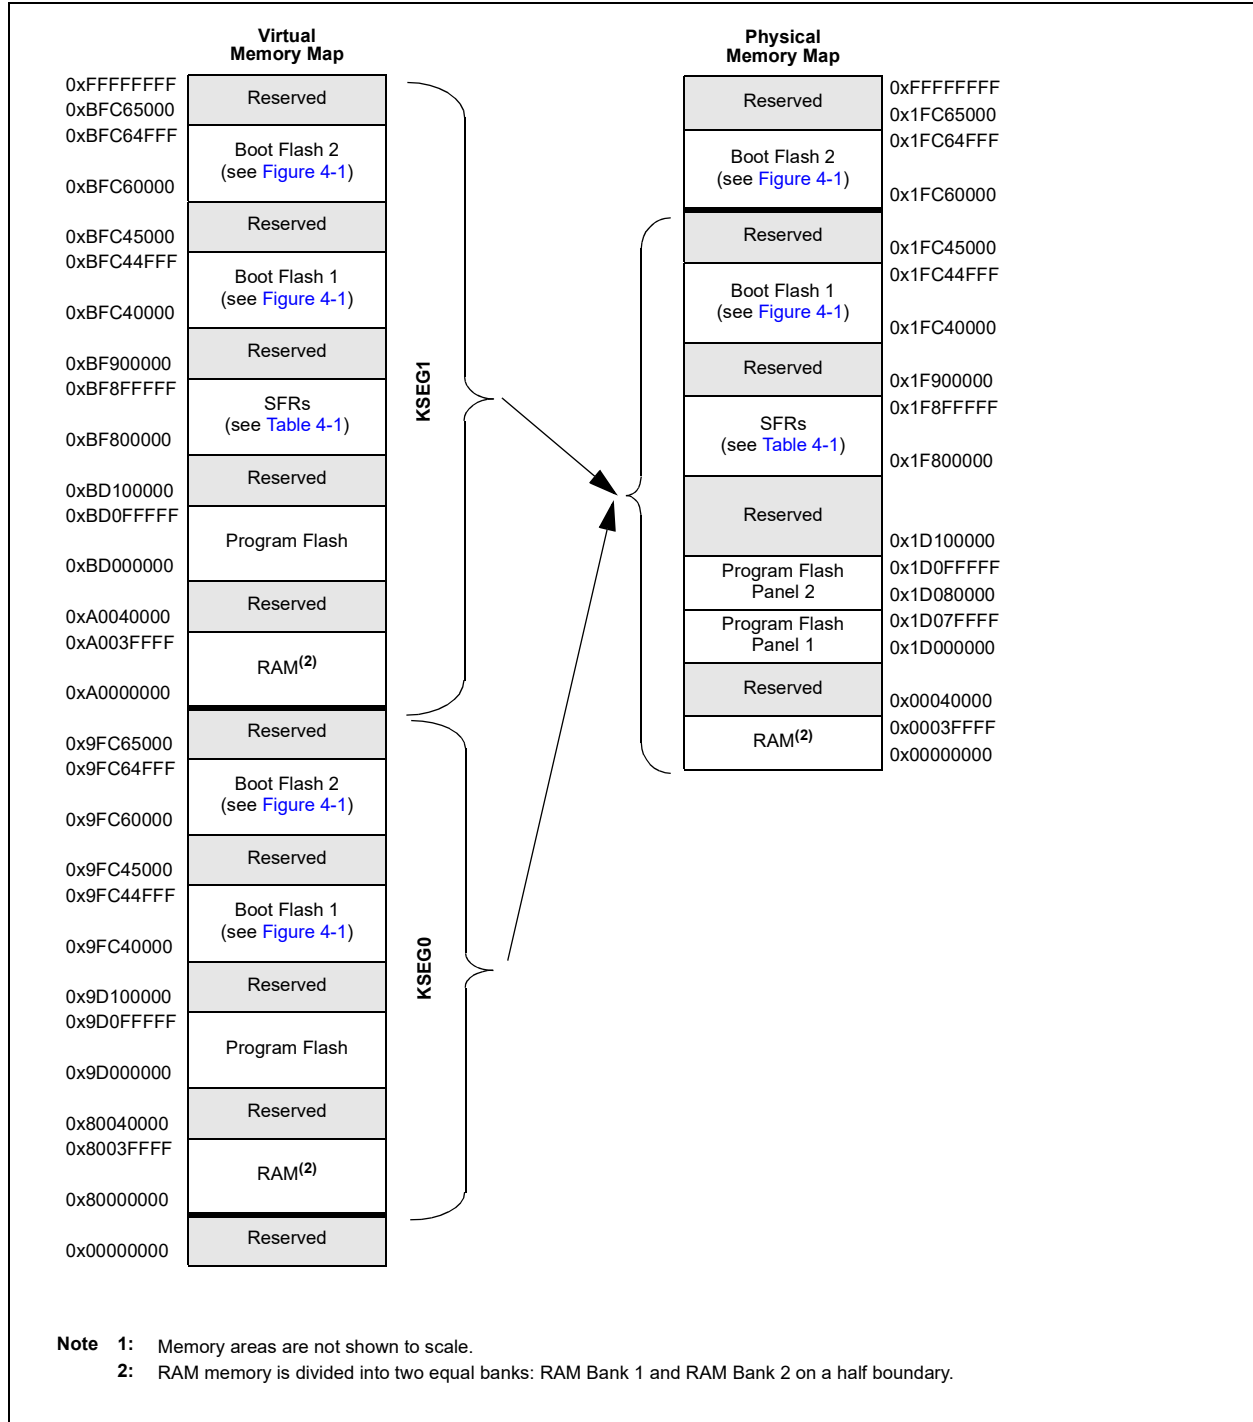 Virtual
Memory Map
0xFFFFFFFF
Reserved
0xBFC65000
0xBFC64FFF
Boot Flash 2
(see Figure 4-1)
0xBFC60000
Reserved
0xBFC45000
0xBFC44FFF
Boot Flash 1
(see Figure 4-1)
0xBFC40000
Reserved
0xBF900000
0xBF8FFFFF
SFRs
(see Table 4-1)
0xBF800000
Reserved
0xBD100000
0xBD0FFFFF
Program Flash
0xBD000000
Reserved
0xA0040000
0xA003FFFF
RAM(2)
0xA0000000
KSEG1
Reserved
0x9FC65000
0x9FC64FFF
Boot Flash 2
(see Figure 4-1)
0x9FC60000
Reserved
0x9FC45000
0x9FC44FFF
Boot Flash 1
(see Figure 4-1)
0x9FC40000
Reserved
0x9D100000
0x9D0FFFFF
Program Flash
0x9D000000
Reserved
0x80040000
0x8003FFFF
RAM(2)
0x80000000
KSEG0
Reserved
0x00000000
Physical
Memory Map
0xFFFFFFFF
Reserved
0x1FC65000
0x1FC64FFF
Boot Flash 2
(see Figure 4-1)
0x1FC60000
Reserved
0x1FC45000
0x1FC44FFF
Boot Flash 1
(see Figure 4-1)
0x1FC40000
Reserved
0x1F900000
0x1F8FFFFF
SFRs
(see Table 4-1)
0x1F800000
Reserved
0x1D100000
0x1D0FFFFF
Program Flash
Panel 2
0x1D080000
0x1D07FFFF
Program Flash
Panel 1
0x1D000000
Reserved
0x00040000
0x0003FFFF
RAM(2)
0x00000000
Note 1: Memory areas are not shown to scale.
2: RAM memory is divided into two equal banks: RAM Bank 1 and RAM Bank 2 on a half boundary.